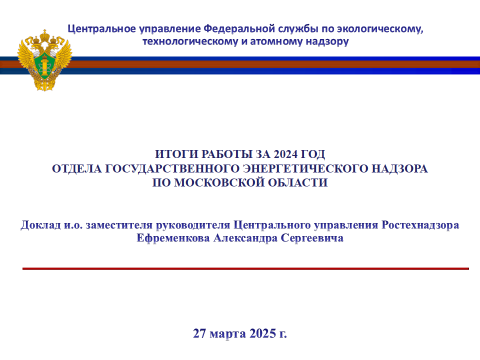 Центральное управление Федеральной службы по экологическому,
технологическому и атомному надзору
ИТОГИ РАБОТЫ ЗА 2024 ГОД
ОТДЕЛА ГОСУДАРСТВЕННОГО ЭНЕРГЕТИЧЕСКОГО НАДЗОРА
ПО МОСКОВСКОЙ ОБЛАСТИ
Доклад и.о. заместителя руководителя Центрального управления Ростехнадзора
Ефременкова Александра Сергеевича
27 марта 2025 г.